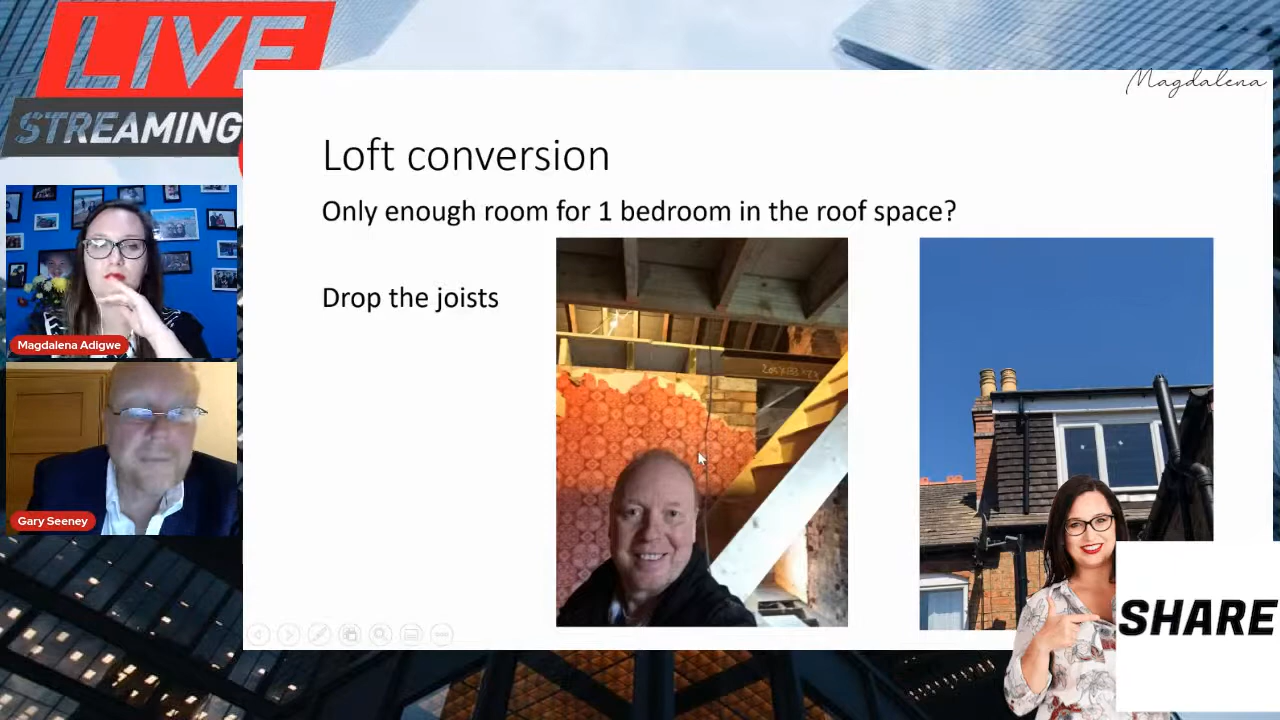 LIVE
STREAMING
Magdalena
Loft conversion
Only enough room for 1 bedroom in the roof space?
Drop the joists
Magdalena Adigwe
Gary Seeney
SHARE